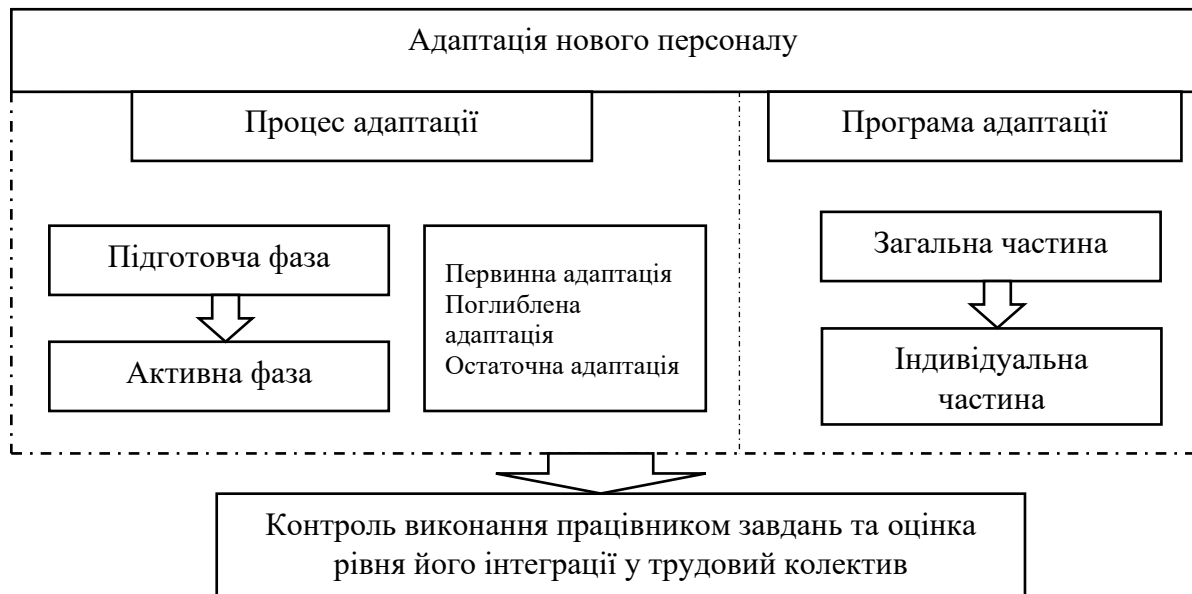 Адаптація нового персоналу
Процес адаптації
Програма адаптації
Підготовча фаза
Активна фаза
Первинна адаптація
Поглиблена
адаптація
Остаточна адаптація
Загальна частина
Індивідуальна
частина
Контроль виконання працівником завдань та оцінка
рівня його інтеграції у трудовий колектив